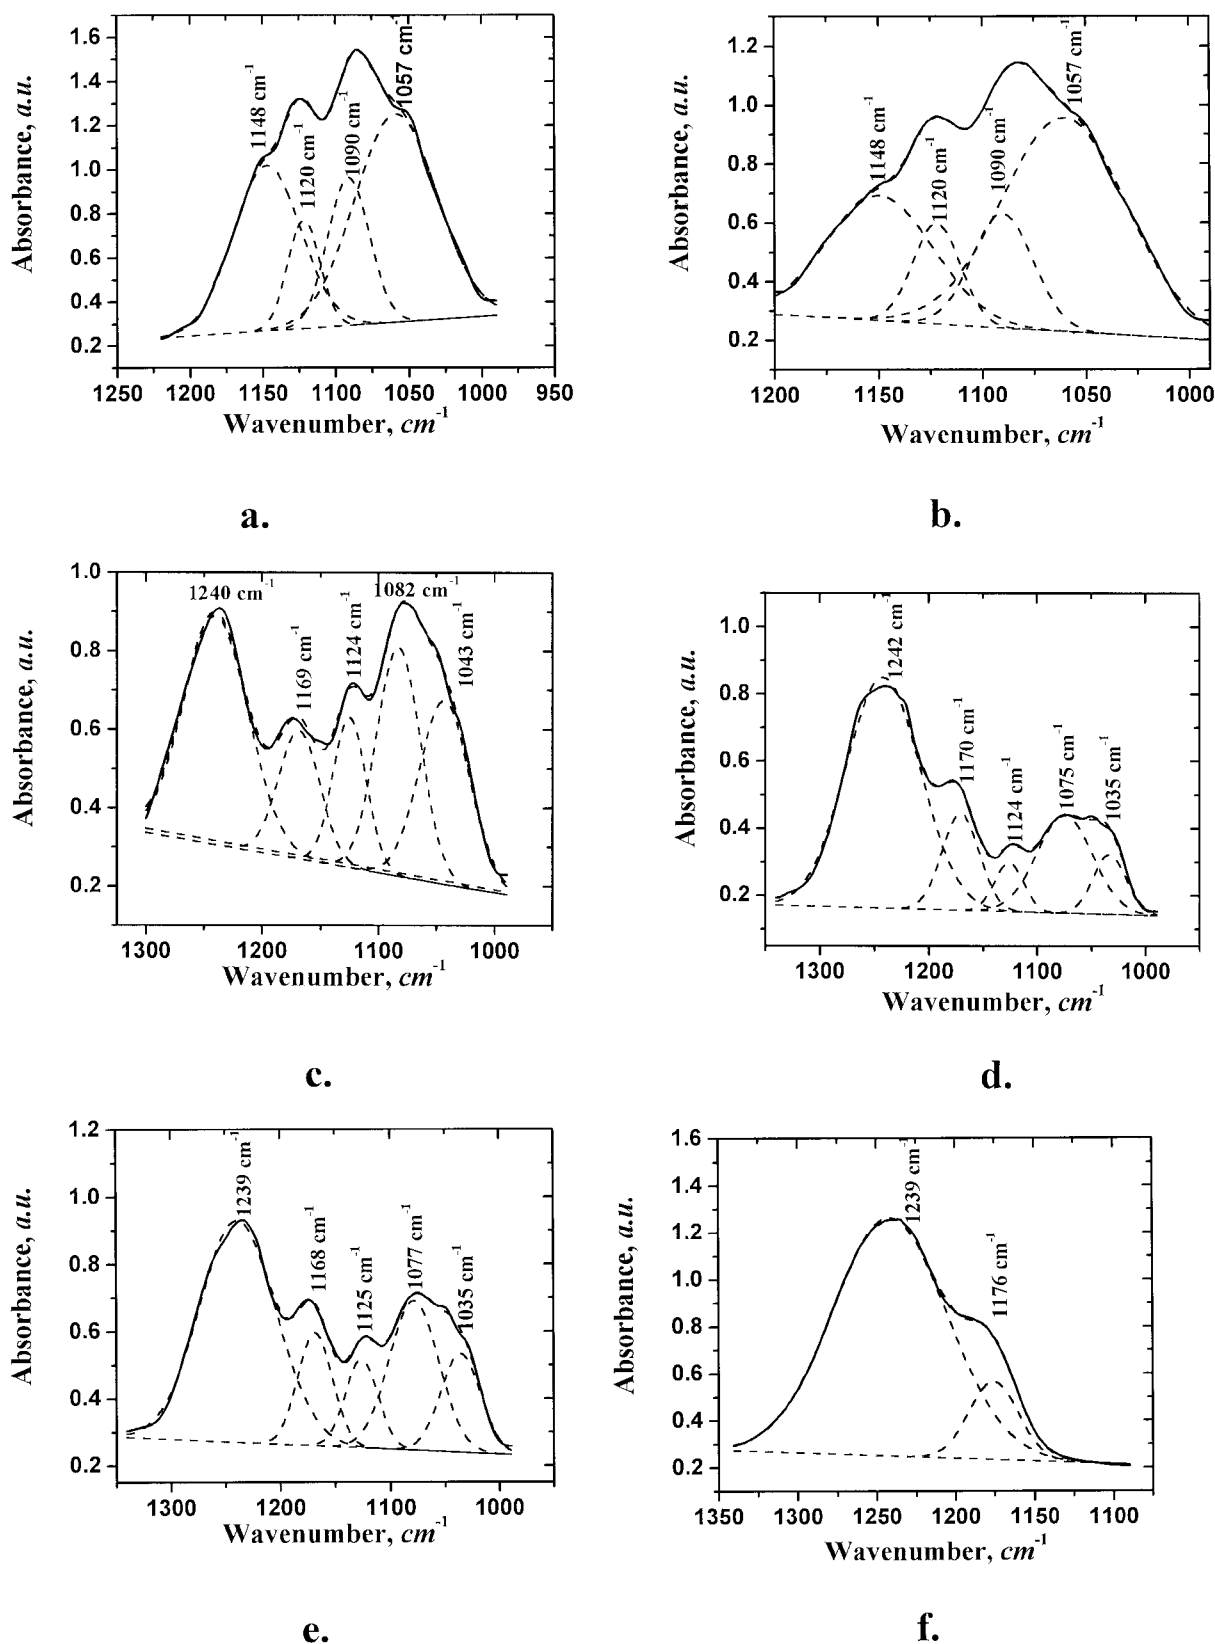 1.6
1.4
1.2
1.0
0.8
0.6
0.4
0.2
Absorbance, a.u.
1148 cm-1
1120 cm-1
1090 cm-1
1057 cm-
1250 1200 1150 1100 1050 1000 950
Wavenumber, cm-1
a.
1.2
1.0
0.8
0.6
0.4
0.2
Absorbance, a.u.
1148 cm-1
1120 cm-1
1090 cm-1
1057 cm-1
1200 1150 1100 1050 1000
Wavenumber, cm-1
b.
1.0
0.8
0.6
0.4
0.2
Absorbance, a.u.
1240 cm-1
1169 cm-1
1124 cm-1
1082 cm-1
1043 cm-1
1300 1200 1100 1000
Wavenumber, cm-1
c.
1.0
0.8
0.6
0.4
0.2
Absorbance, a.u.
1242 cm-1
1170 cm-1
1124 cm-1
1075 cm-1
1035 cm-1
1300 1200 1100 1000
Wavenumber, cm-1
d.
1.2
1.0
0.8
0.6
0.4
0.2
Absorbance, a.u.
1239 cm-1
1168 cm-1
1125 cm-1
1077 cm-1
1035 cm-1
1300 1200 1100 1000
Wavenumber, cm-1
e.
1.6
1.4
1.2
1.0
0.8
0.6
0.4
0.2
Absorbance, a.u.
1239 cm-1
1176 cm-1
1350 1300 1250 1200 1150 1100
Wavenumber, cm-1
f.